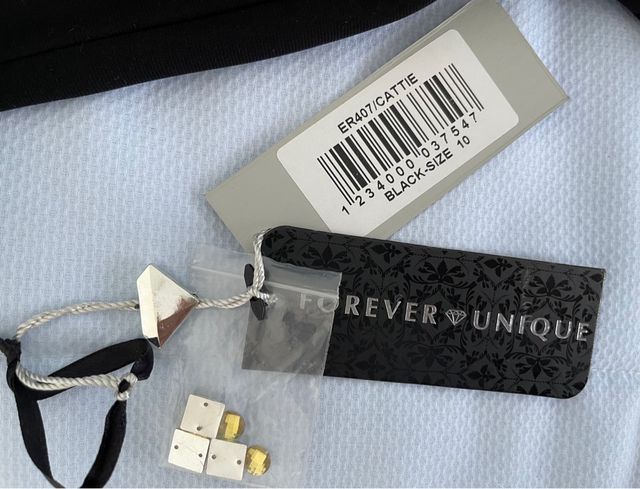 ER407/CATTIE
1 234000 037547
BLACK-SIZE 10
FOREVER UNIQUE